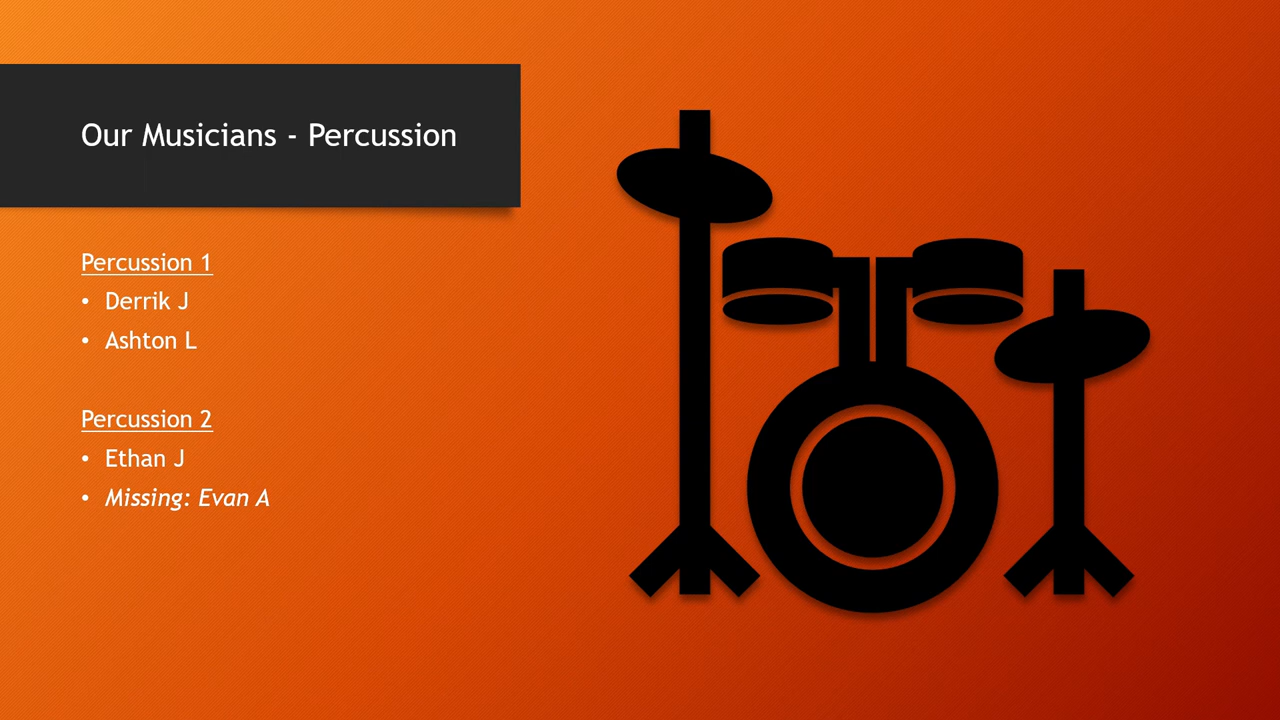 Our Musicians - Percussion
Percussion 1
• Derrik J
• Ashton L
Percussion 2
• Ethan J
• Missing: Evan A